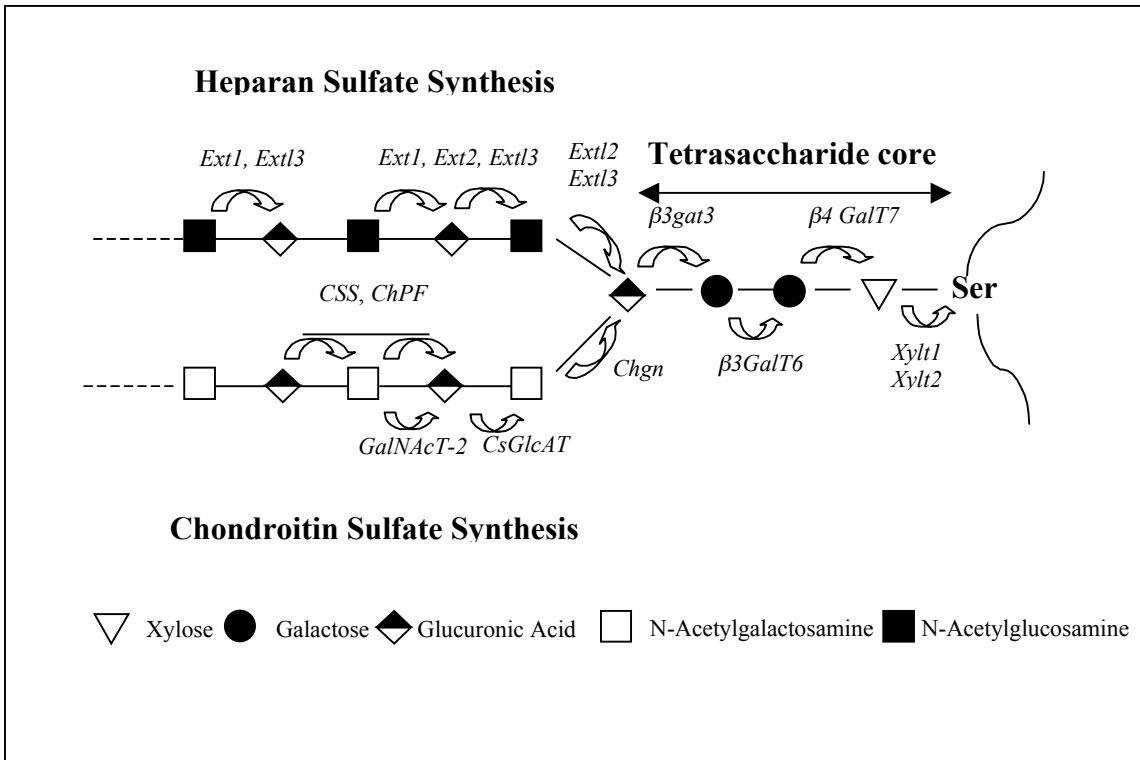 Heparan Sulfate Synthesis
Ext1, Extl3
Ext1, Ext2, Extl3
Extl2
Extl3
Tetrasaccharide core
β3gat3
β4 GalT7
Ser
CSS, ChPF
Chgn
β3GalT6
Xylt1
Xylt2
GalNAcT-2
CsGlcAT
Chondroitin Sulfate Synthesis
Xylose
Galactose
Glucuronic Acid
N-Acetylgalactosamine
N-Acetylglucosamine